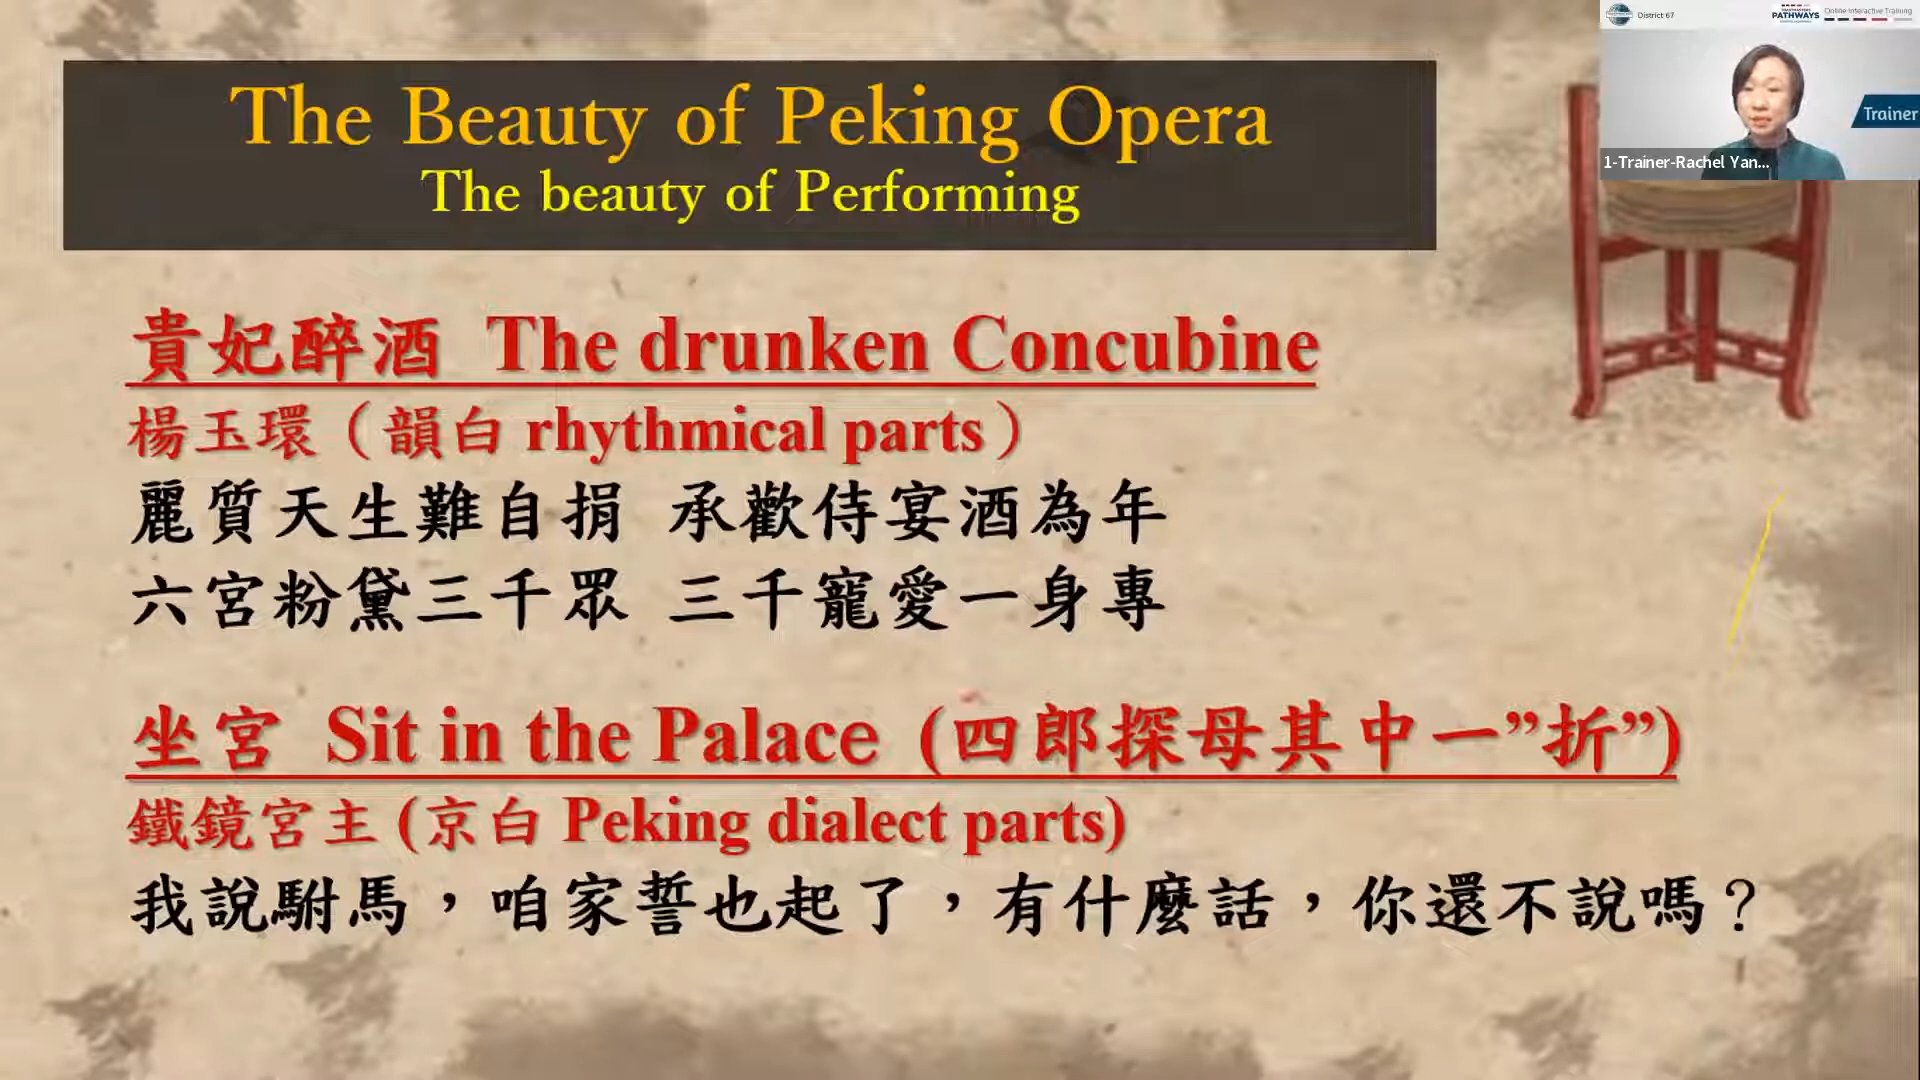 District 67
PATHWAYS
Online Interactive Training
Trainer
1-Trainer-Rachel Yan...
The Beauty of Peking Opera
The beauty of Performing
貴妃醉酒 The drunken Concubine
楊玉環（韻白 rhythmical parts）
麗質天生難自捐 承歡侍宴酒為年
六宮粉黛三千眾 三千寵愛一身專
坐宮 Sit in the Palace (四郎探母其中一”折”)
鐵鏡宮主 (京白 Peking dialect parts)
我說駙馬，咱家誓也起了，有什麼話，你還不說嗎？